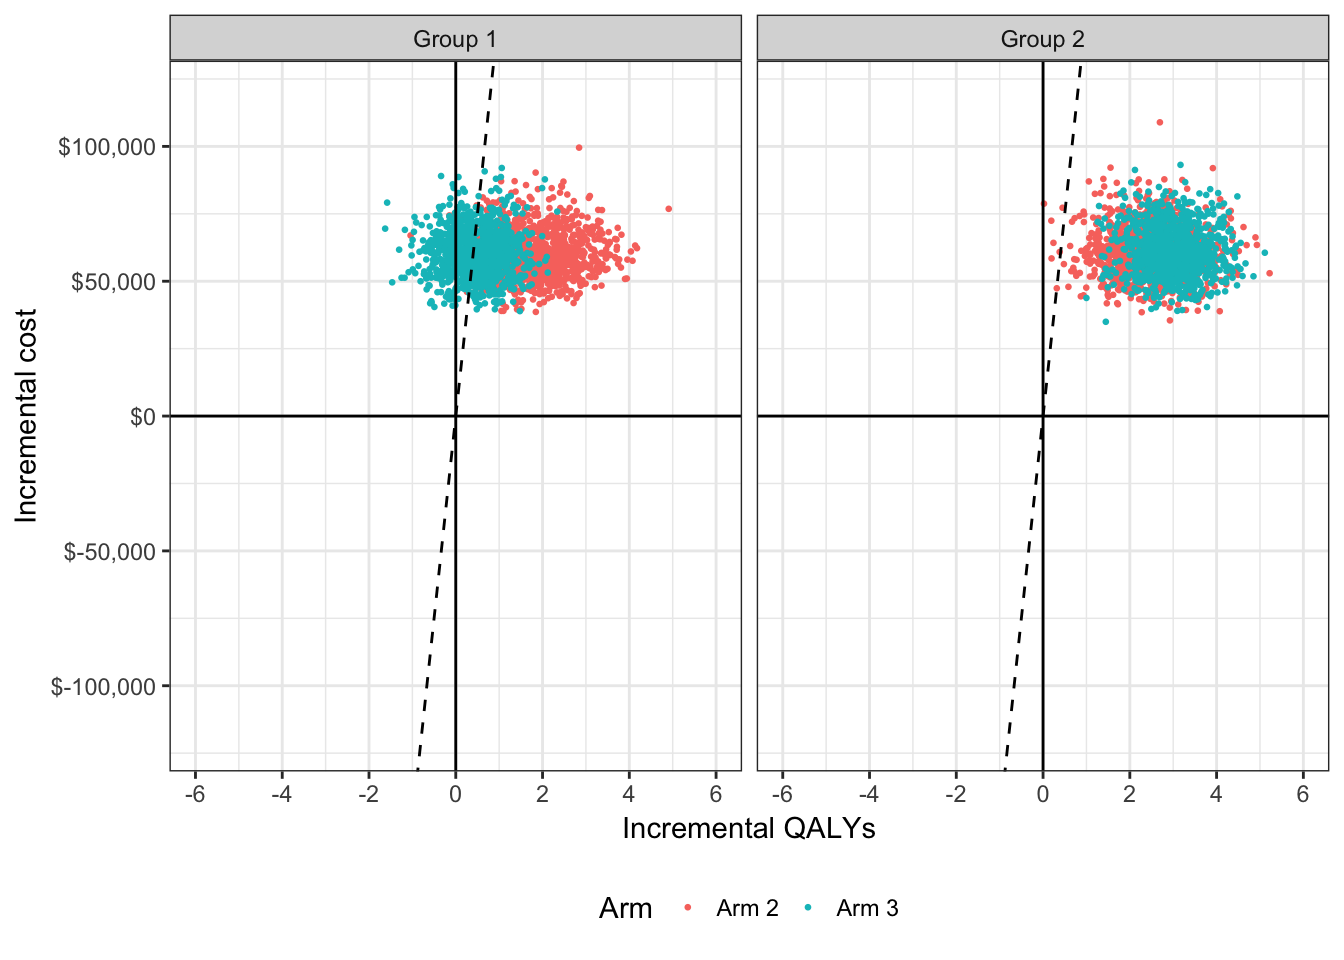 Group 1
Group 2
Incremental cost
$100,000
$50,000
$0
$-50,000
$-100,000
-6 -4 -2 0 2 4 6
-6 -4 -2 0 2 4 6
Incremental QALYs
Arm Arm 2 Arm 3